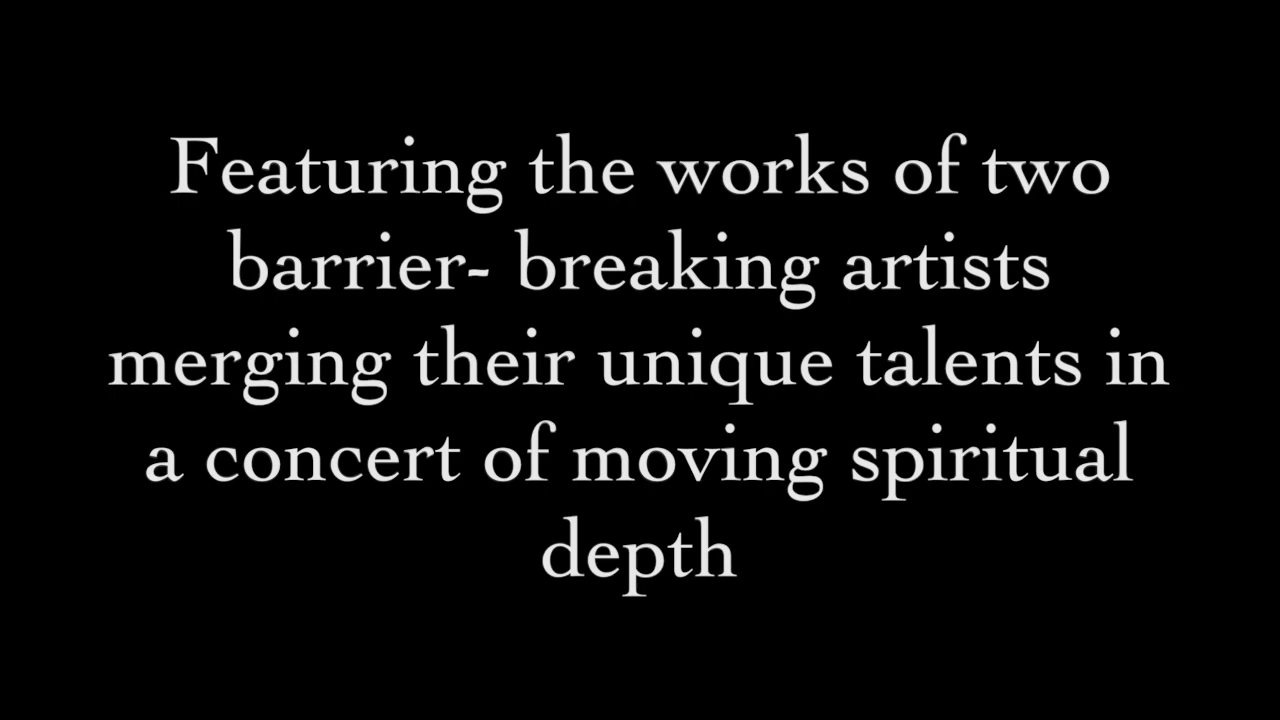 Featuring the works of two
barrier- breaking artists
merging their unique talents in
a concert of moving spiritual
depth